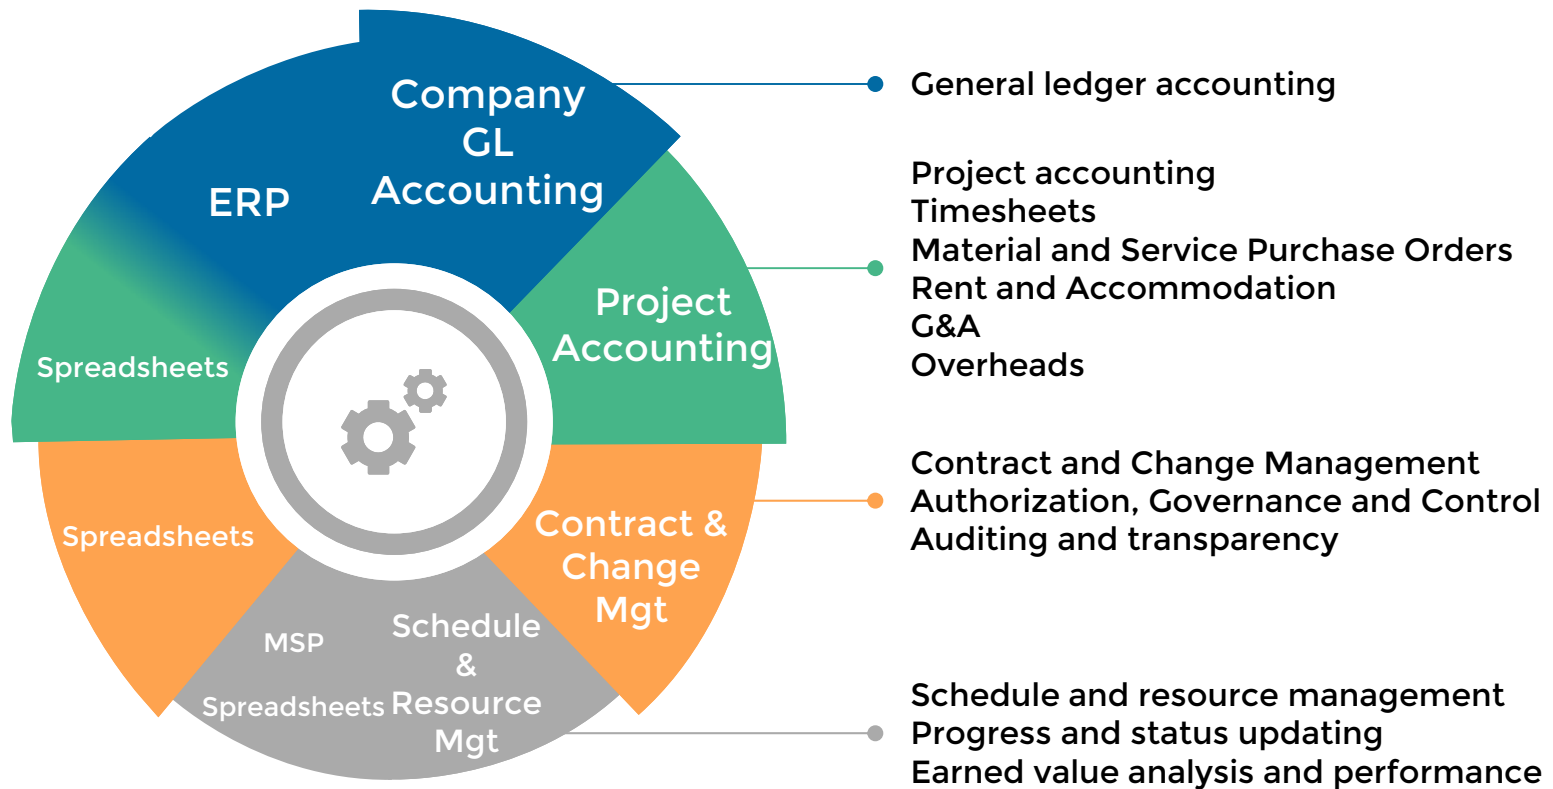 Company
GL
Accounting
ERP
Spreadsheets
Project
Accounting
Spreadsheets
Contract &
Change
Mgt
MSP
Spreadsheets
Schedule
&
Resource
Mgt
General ledger accounting
Project accounting
Timesheets
Material and Service Purchase Orders
Rent and Accommodation
G&A
Overheads
Contract and Change Management
Authorization, Governance and Control
Auditing and transparency
Schedule and resource management
Progress and status updating
Earned value analysis and performance